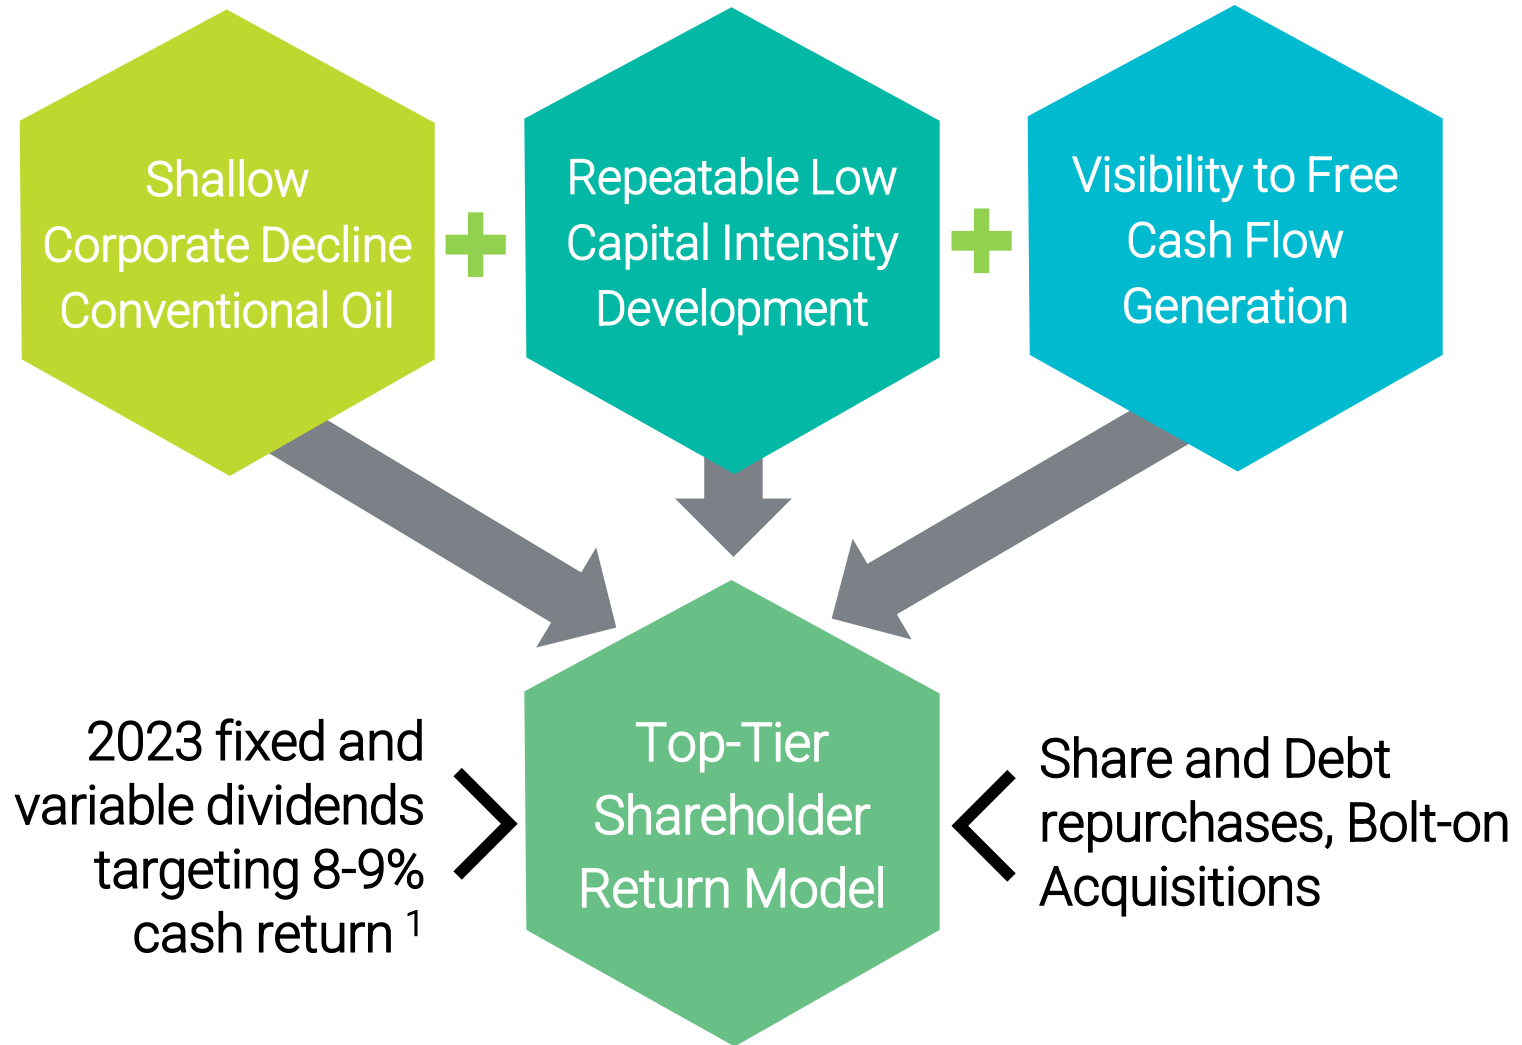 Shallow
Corporate Decline
Conventional Oil
Repeatable Low
Capital Intensity
Development
Visibility to Free
Cash Flow
Generation
2023 fixed and
variable dividends
targeting 8-9%
cash return 1
Top-Tier
Shareholder
Return Model
Share and Debt
repurchases, Bolt-on
Acquisitions